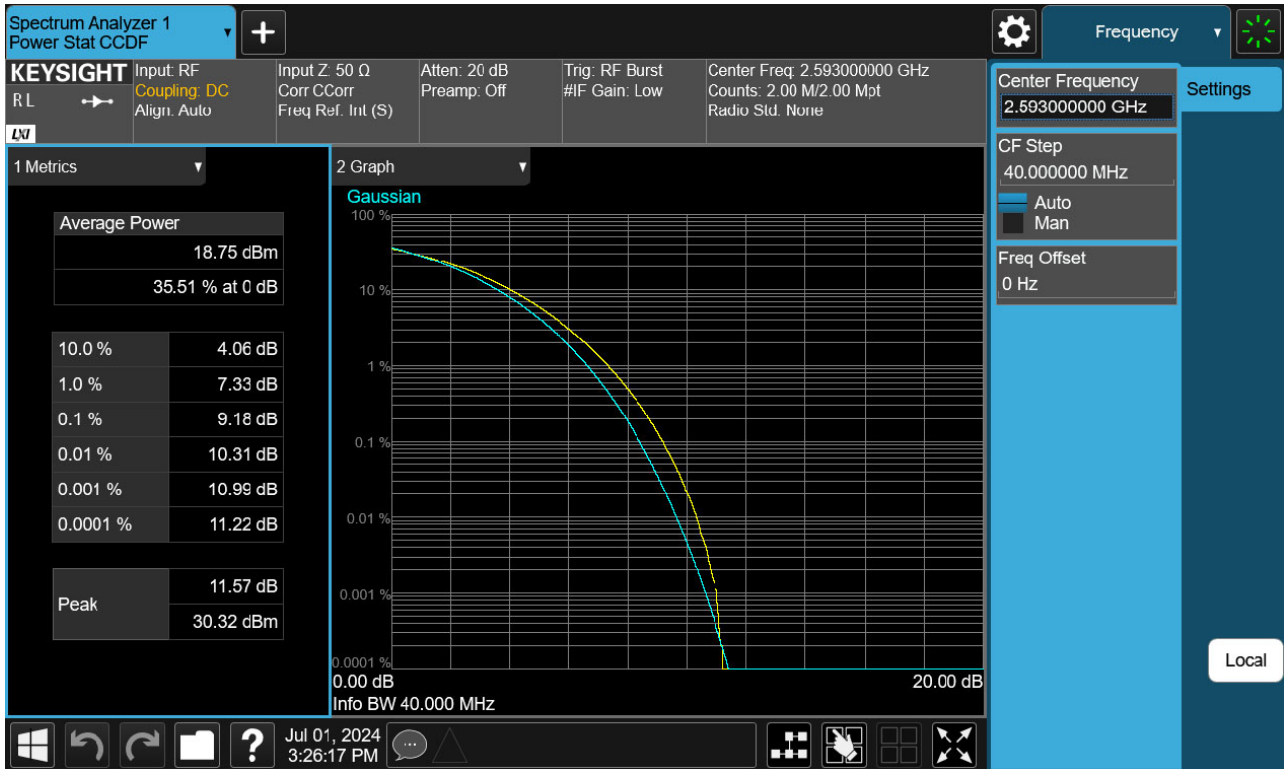 Spectrum Analyzer 1
Power Stat CCDF
+
Frequency
KEYSIGHT
RL
LXI
Input: RF
Coupling: DC
Align: Auto
Input Z: 50 Ω
Corr CCorr
Freq Ref: Int (S)
Atten: 20 dB
Preamp: Off
Trig: RF Burst
#IF Gain: Low
Center Freq: 2.593000000 GHz
Counts: 2.00 M/2.00 Mpt
Radio Std: None
1 Metrics
Average Power
18.75 dBm
35.51 % at 0 dB
10.0 % 4.06 dB
1.0 % 7.33 dB
0.1 % 9.18 dB
0.01 % 10.31 dB
0.001 % 10.99 dB
0.0001 % 11.22 dB
Peak 11.57 dB
30.32 dBm
2 Graph
Gaussian
100 %
10 %
1 %
0.1 %
0.01 %
0.001 %
0.0001 %
0.00 dB 20.00 dB
Info BW 40.000 MHz
Center Frequency
2.593000000 GHz
Settings
CF Step
40.000000 MHz
Auto
Man
Freq Offset
0 Hz
Local
?
Jul 01, 2024
3:26:17 PM